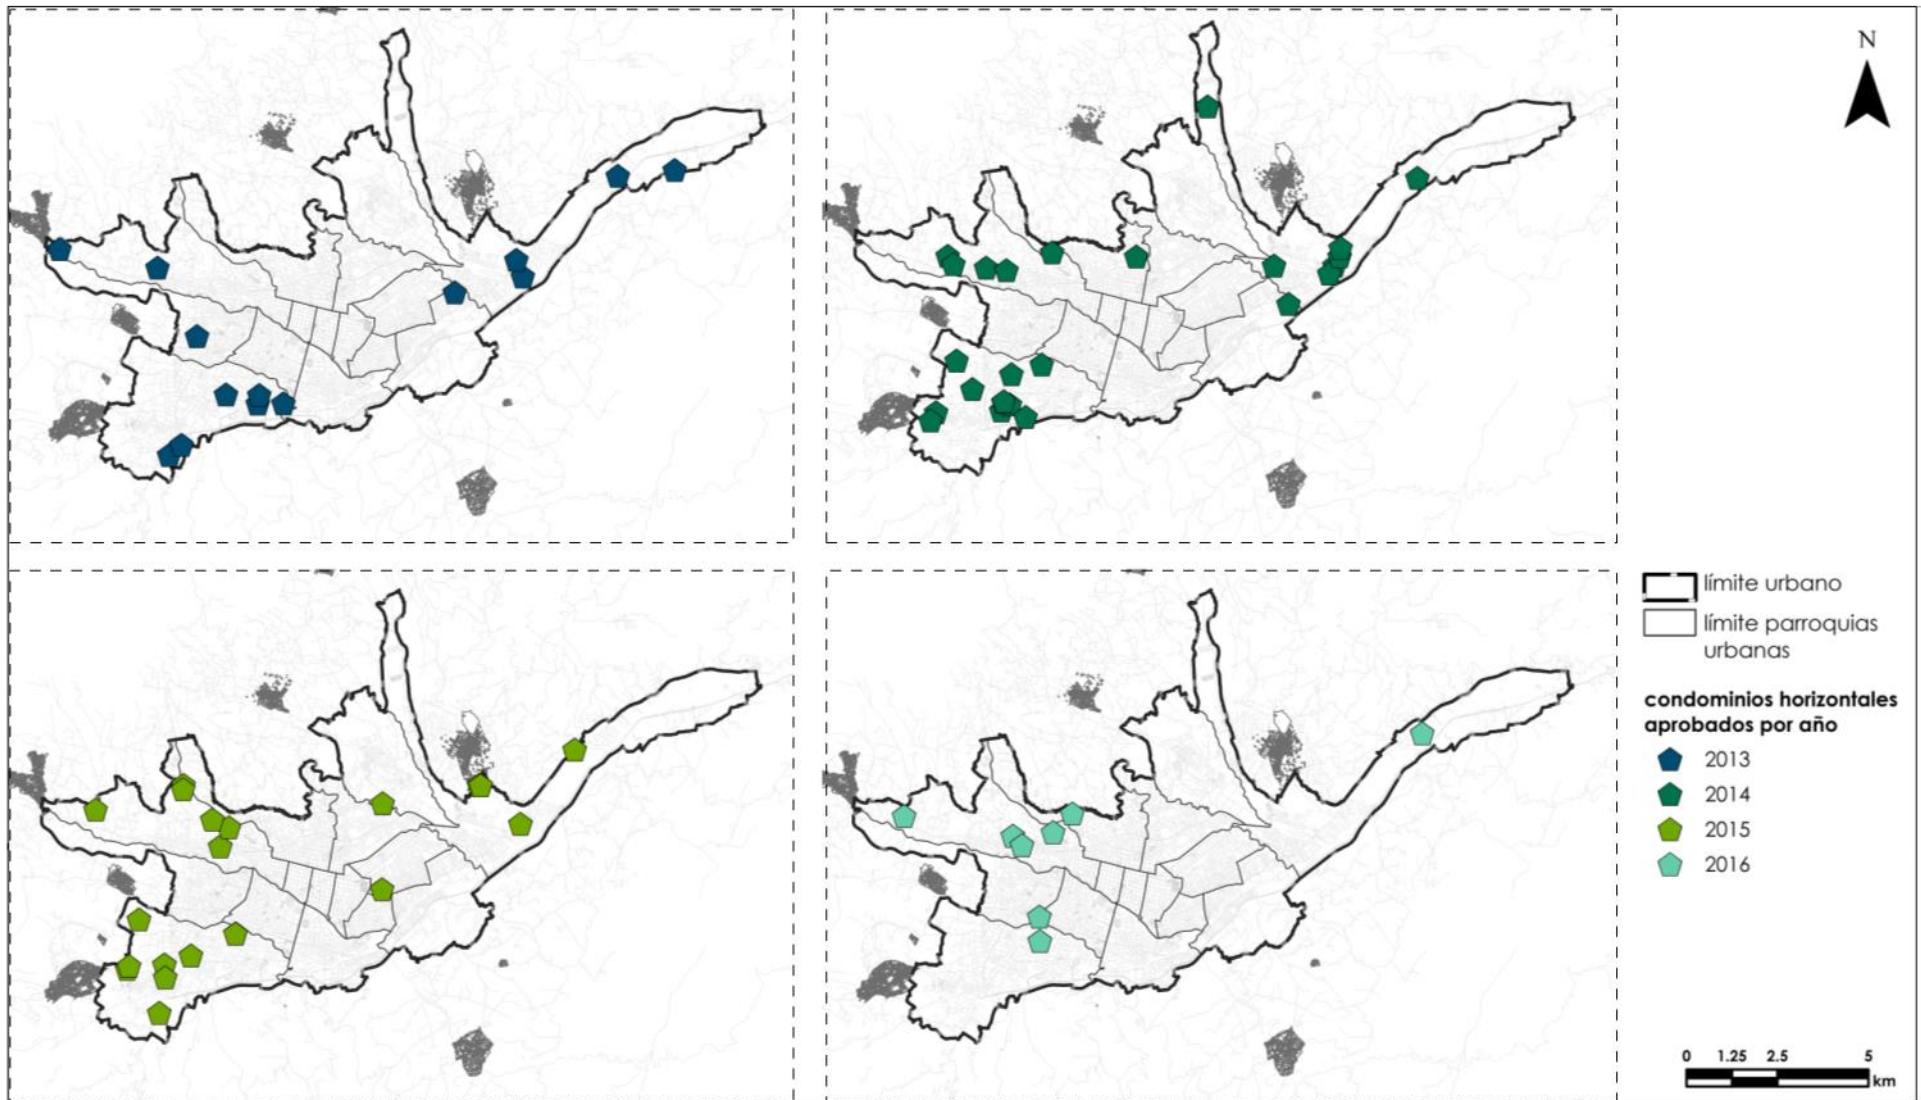 N
límite urbano
límite parroquias
urbanas
condominios horizontales
aprobados por año
2013
2014
2015
2016
0 1.25 2.5 5
km